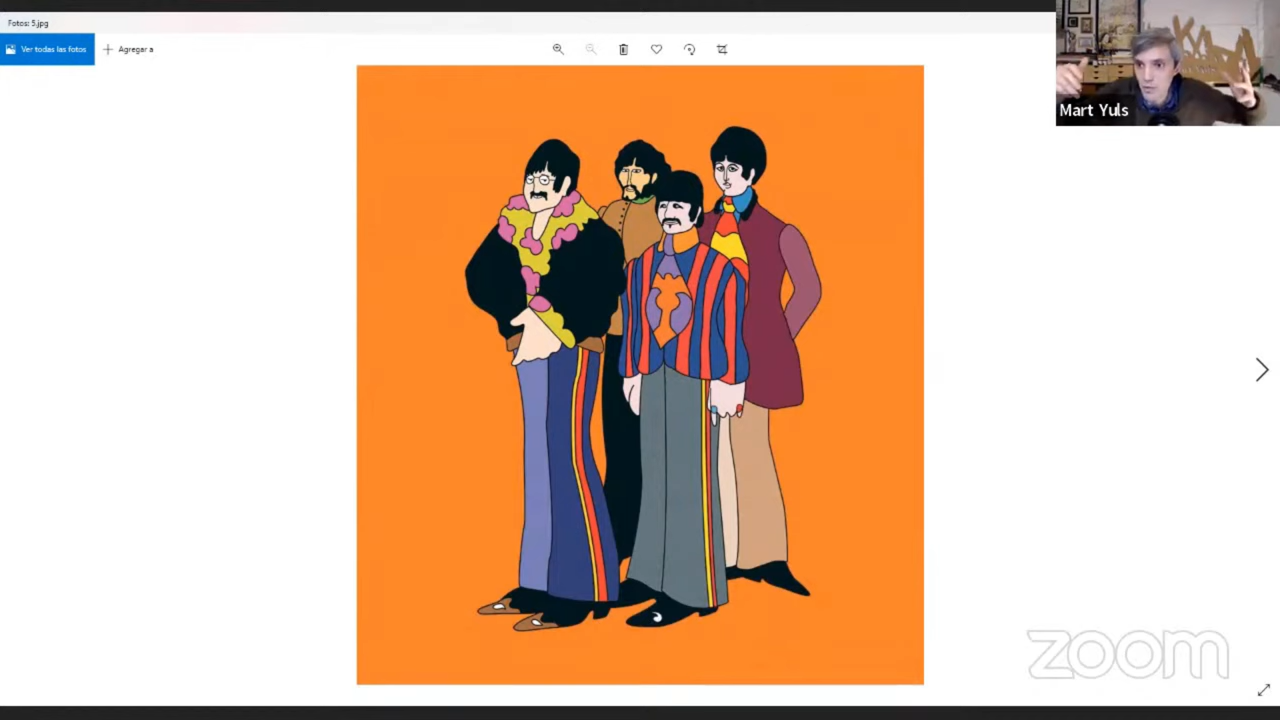 Fotos: 5.jpg
Ver todas las fotos
Agregar a
Mart Yuls
zoom